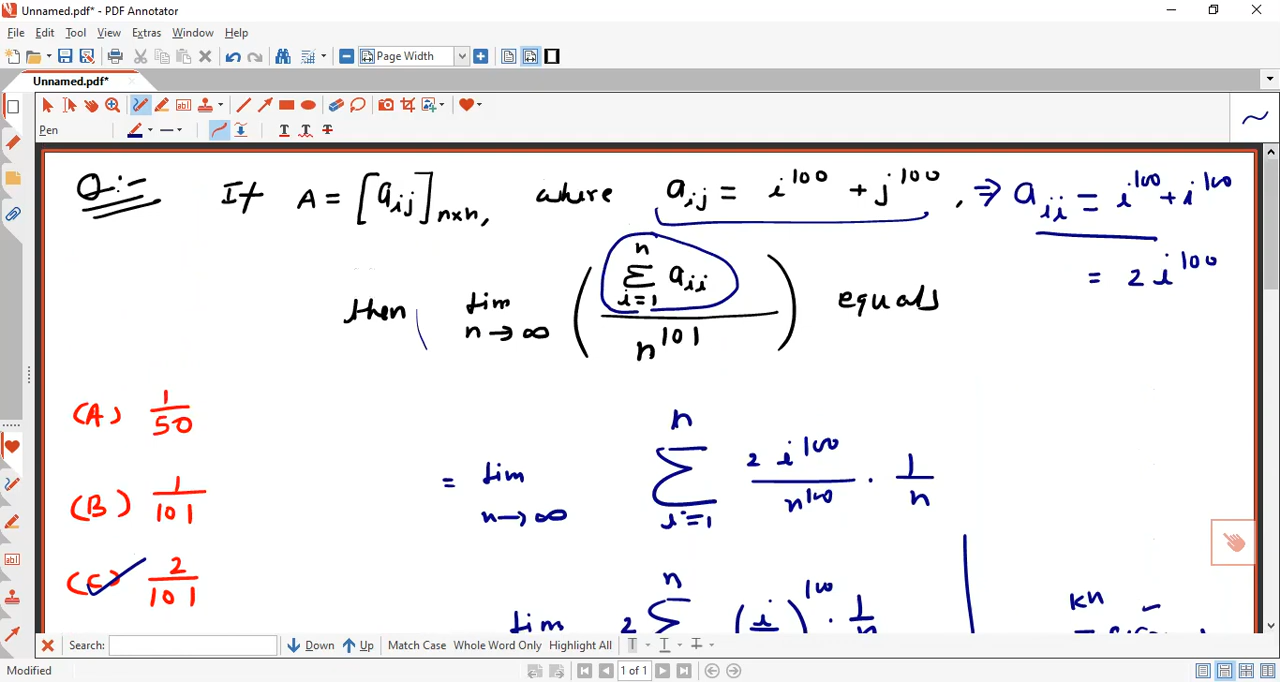 Unnamed.pdf* - PDF Annotator
File Edit Tool View Extras Window Help
Page Width
Unnamed.pdf*
Pen
Q:- If A = [aij]n×n, where aij = i^100 + j^100, ⇒ aii = i^100 + i^100
= 2 i^100
then lim n→∞ (∑ i=1 n aii / n^101) equals
(A) 1/50
= lim n→∞ ∑ i=1 n 2 i^100 / n^100 · 1/n
(B) 1/101
(C) 2/101
lim 2 ∑ n (i/ )^100 · 1/n
kn
Search: Down Up Match Case Whole Word Only Highlight All
Modified
1 of 1